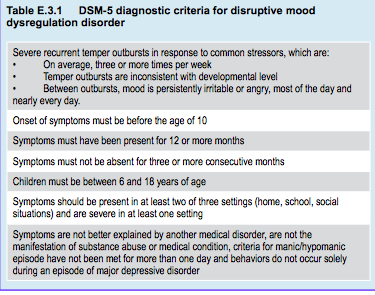 Table E.3.1 DSM-5 diagnostic criteria for disruptive mood
dysregulation disorder
Severe recurrent temper outbursts in response to common stressors, which are:
• On average, three or more times per week
• Temper outbursts are inconsistent with developmental level
• Between outbursts, mood is persistently irritable or angry, most of the day and
nearly every day.
Onset of symptoms must be before the age of 10
Symptoms must have been present for 12 or more months
Symptoms must not be absent for three or more consecutive months
Children must be between 6 and 18 years of age
Symptoms should be present in at least two of three settings (home, school, social
situations) and are severe in at least one setting
Symptoms are not better explained by another medical disorder, are not the
manifestation of substance abuse or medical condition, criteria for manic/hypomanic
episode have not been met for more than one day and behaviors do not occur solely
during an episode of major depressive disorder